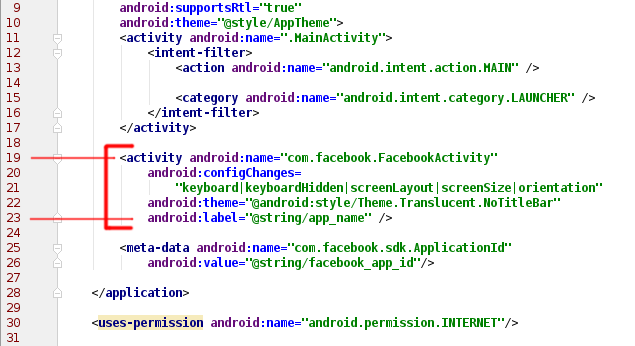 9 android:supportsRtl="true"
10 android:theme="@style/AppTheme">
11 <activity android:name=".MainActivity">
12 <intent-filter>
13 <action android:name="android.intent.action.MAIN" />
14
15 <category android:name="android.intent.category.LAUNCHER" />
16 </intent-filter>
17 </activity>
18
19 <activity android:name="com.facebook.FacebookActivity"
20 android:configChanges=
21 "keyboard|keyboardHidden|screenLayout|screenSize|orientation"
22 android:theme="@android:style/Theme.Translucent.NoTitleBar"
23 android:label="@string/app_name" />
24
25 <meta-data android:name="com.facebook.sdk.ApplicationId"
26 android:value="@string/facebook_app_id"/>
27
28 </application>
29
30 <uses-permission android:name="android.permission.INTERNET"/>
31